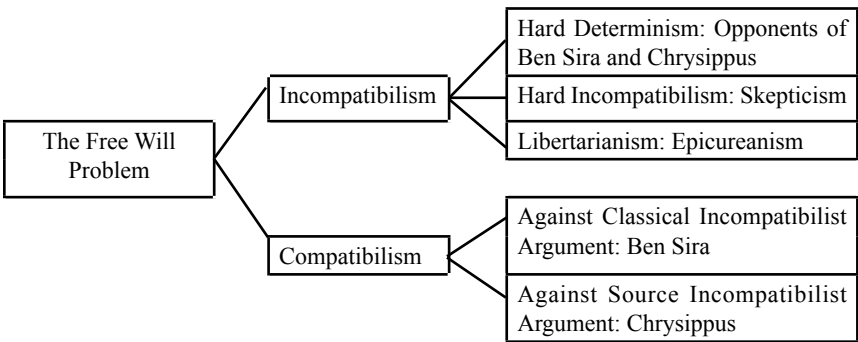 The Free Will
Problem
Incompatibilism
Hard Determinism: Opponents of
Ben Sira and Chrysippus
Hard Incompatibilism: Skepticism
Libertarianism: Epicureanism
Compatibilism
Against Classical Incompatibilist
Argument: Ben Sira
Against Source Incompatibilist
Argument: Chrysippus